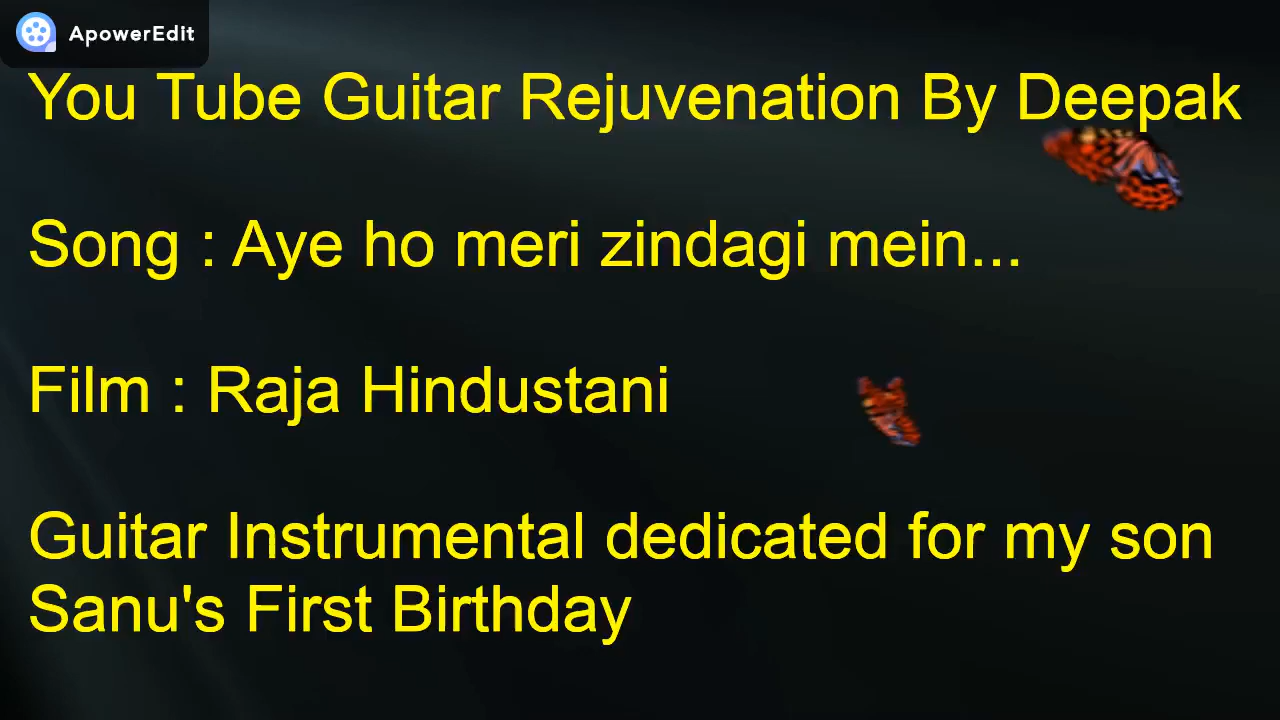 ApowerEdit
You Tube Guitar Rejuvenation By Deepak
Song : Aye ho meri zindagi mein...
Film : Raja Hindustani
Guitar Instrumental dedicated for my son
Sanu's First Birthday